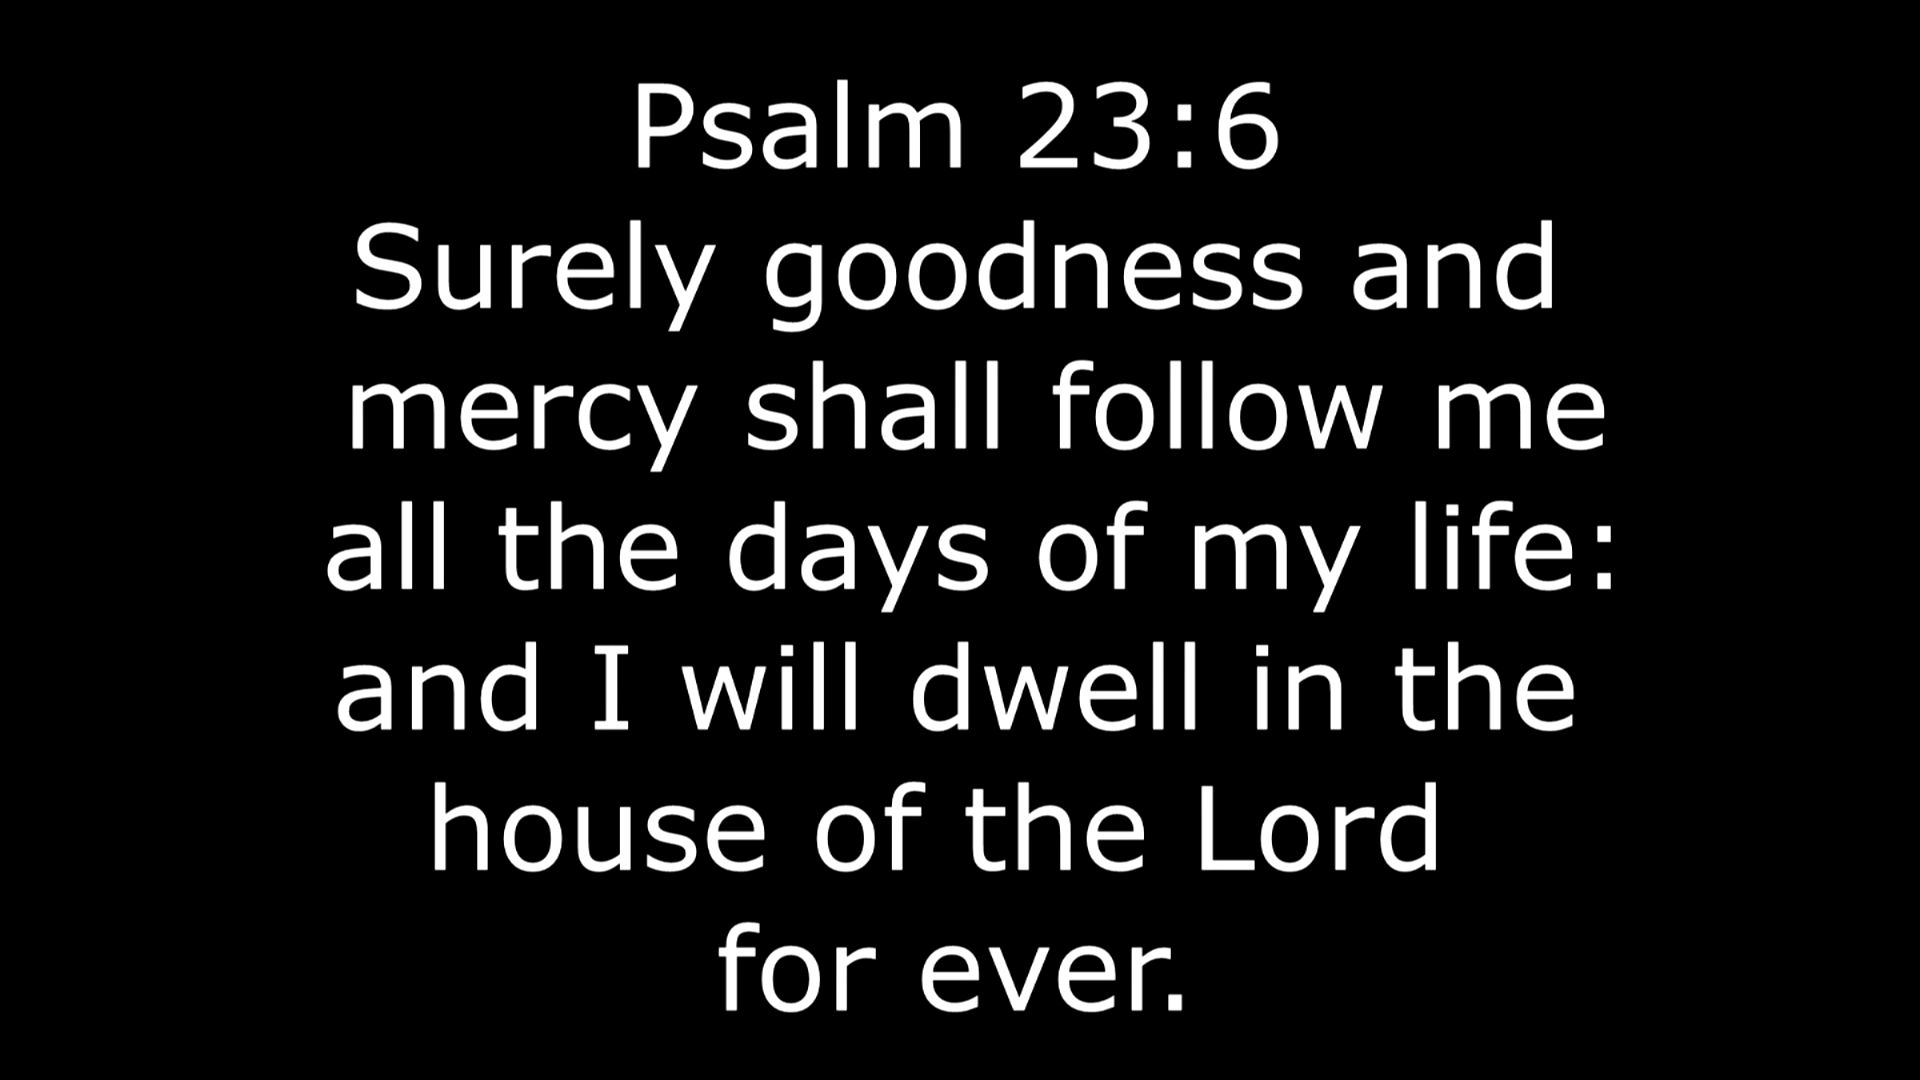 Psalm 23:6
Surely goodness and
mercy shall follow me
all the days of my life:
and I will dwell in the
house of the Lord
for ever.